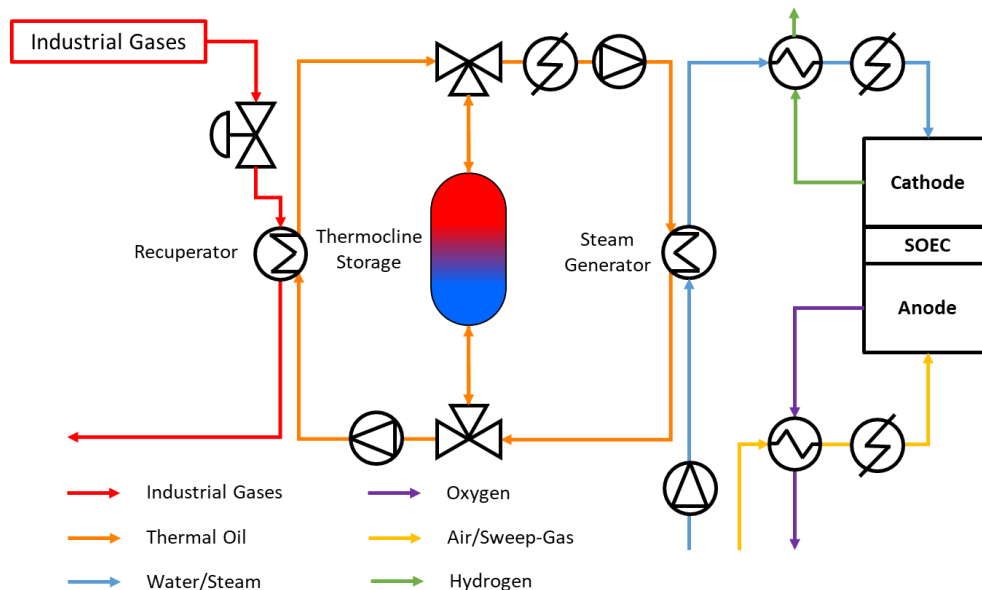 Industrial Gases
Cathode
Recuperator
Thermocline
Storage
Steam
Generator
SOEC
Anode
Industrial Gases
Oxygen
Thermal Oil
Air/Sweep-Gas
Water/Steam
Hydrogen